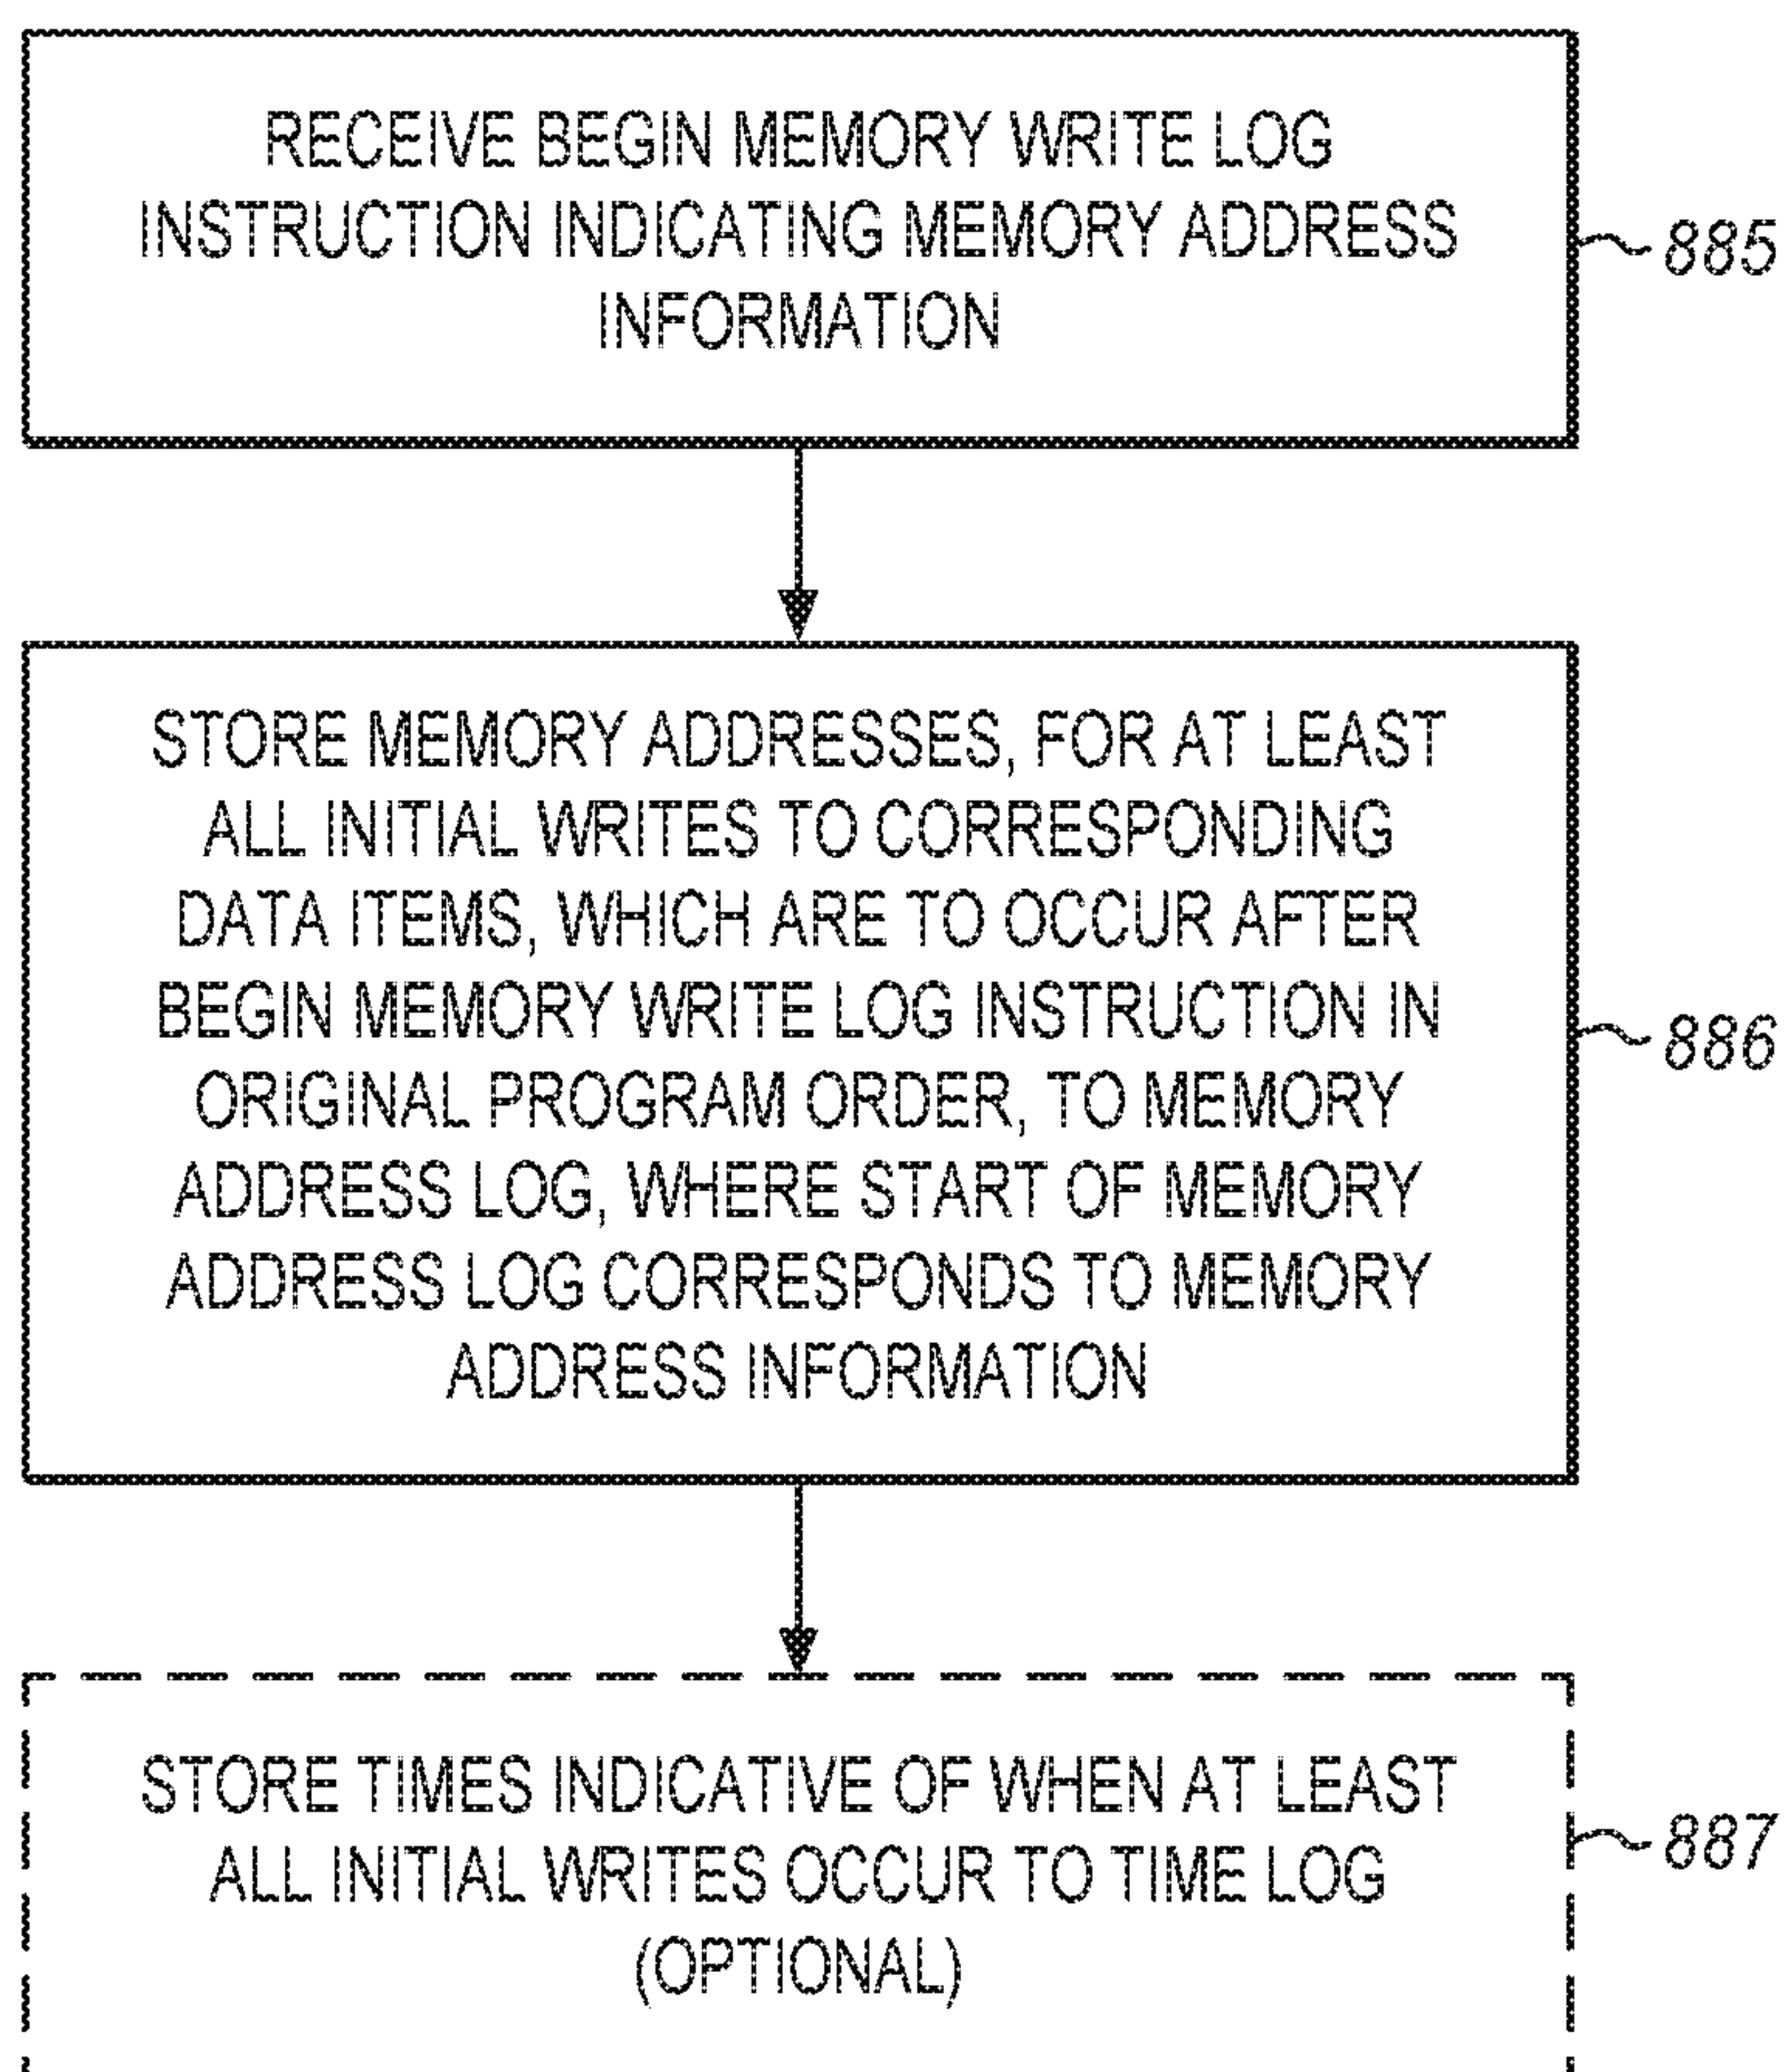 RECEIVE BEGIN MEMORY WRITE LOG
INSTRUCTION INDICATING MEMORY ADDRESS
INFORMATION
885
STORE MEMORY ADDRESSES, FOR AT LEAST
ALL INITIAL WRITES TO CORRESPONDING
DATA ITEMS, WHICH ARE TO OCCUR AFTER
BEGIN MEMORY WRITE LOG INSTRUCTION IN
ORIGINAL PROGRAM ORDER, TO MEMORY
ADDRESS LOG, WHERE START OF MEMORY
ADDRESS LOG CORRESPONDS TO MEMORY
ADDRESS INFORMATION
886
STORE TIMES INDICATIVE OF WHEN AT LEAST
ALL INITIAL WRITES OCCUR TO TIME LOG
(OPTIONAL)
887